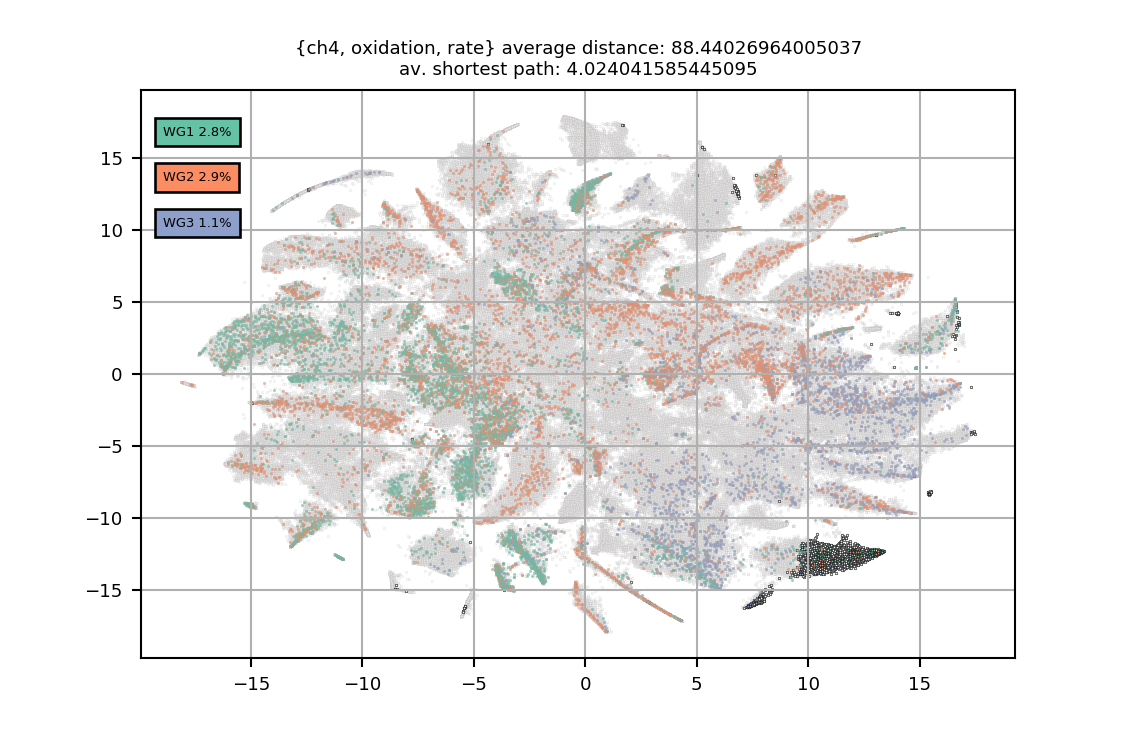 {ch4, oxidation, rate} average distance: 88.44026964005037
av. shortest path: 4.024041585445095
WG1 2.8%
WG2 2.9%
WG3 1.1%
15
10
5
0
−5
−10
−15
−15
−10
−5
0
5
10
15